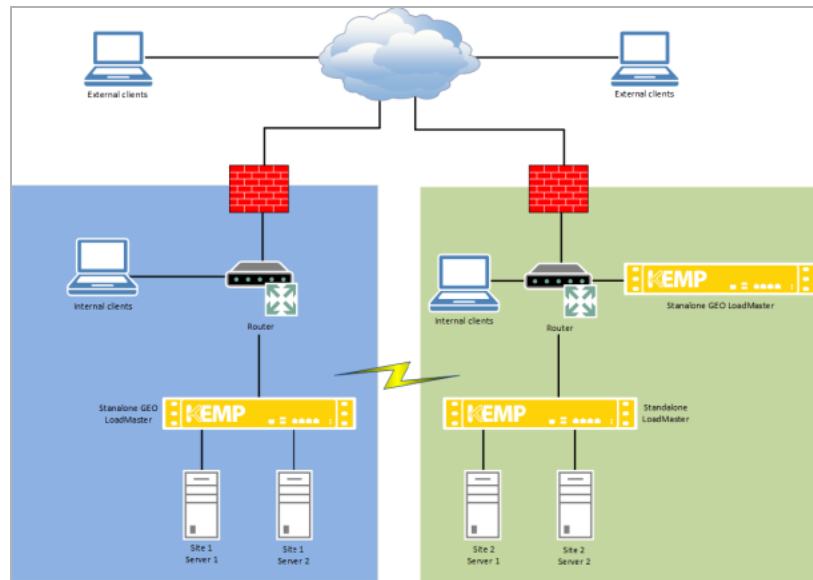 External clients
External clients
Internal clients
Router
Internal clients
Router
KEMP
Stanalone GEO LoadMaster
Stanalone GEO
LoadMaster
KEMP
KEMP
Standalone
LoadMaster
Site 1
Server 1
Site 1
Server 2
Site 2
Server 1
Site 2
Server 2